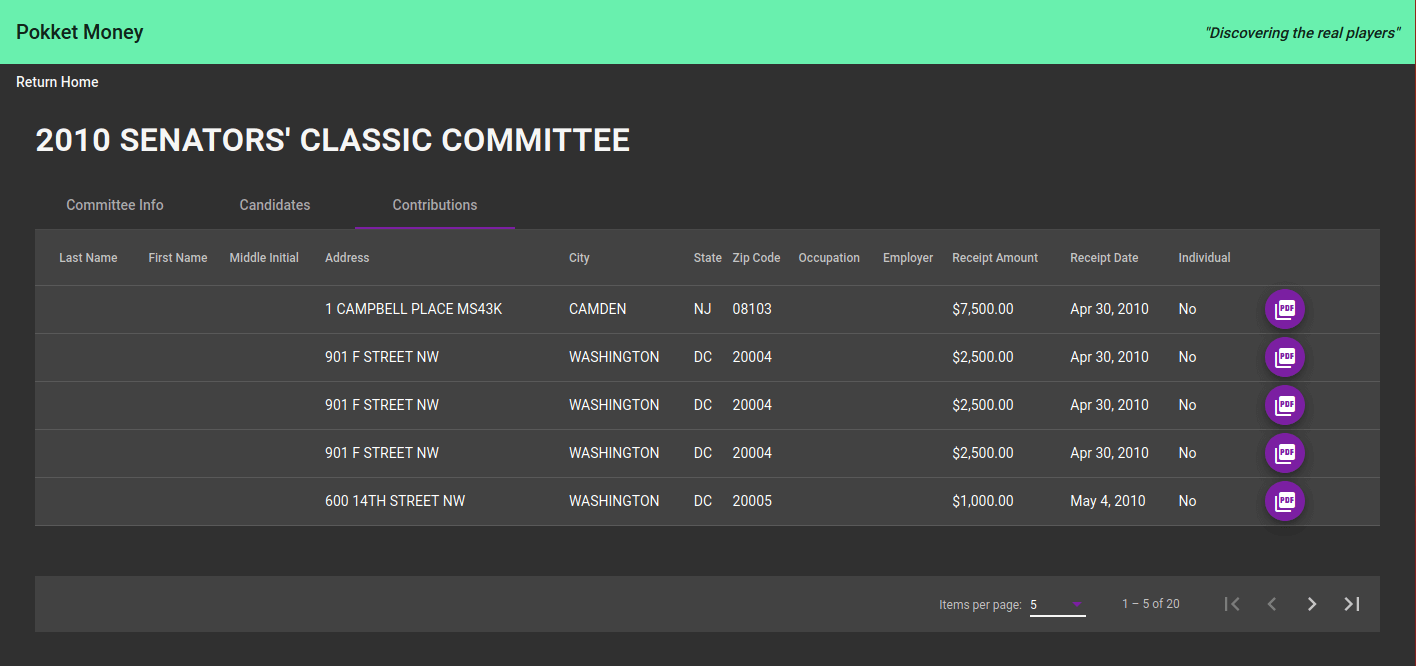 Pokket Money "Discovering the real players"
Return Home
2010 SENATORS' CLASSIC COMMITTEE
Committee Info Candidates Contributions
Last Name First Name Middle Initial Address City State Zip Code Occupation Employer Receipt Amount Receipt Date Individual
1 CAMPBELL PLACE MS43K CAMDEN NJ 08103 $7,500.00 Apr 30, 2010 No PDF
901 F STREET NW WASHINGTON DC 20004 $2,500.00 Apr 30, 2010 No PDF
901 F STREET NW WASHINGTON DC 20004 $2,500.00 Apr 30, 2010 No PDF
901 F STREET NW WASHINGTON DC 20004 $2,500.00 Apr 30, 2010 No PDF
600 14TH STREET NW WASHINGTON DC 20005 $1,000.00 May 4, 2010 No PDF
Items per page: 5 1 – 5 of 20